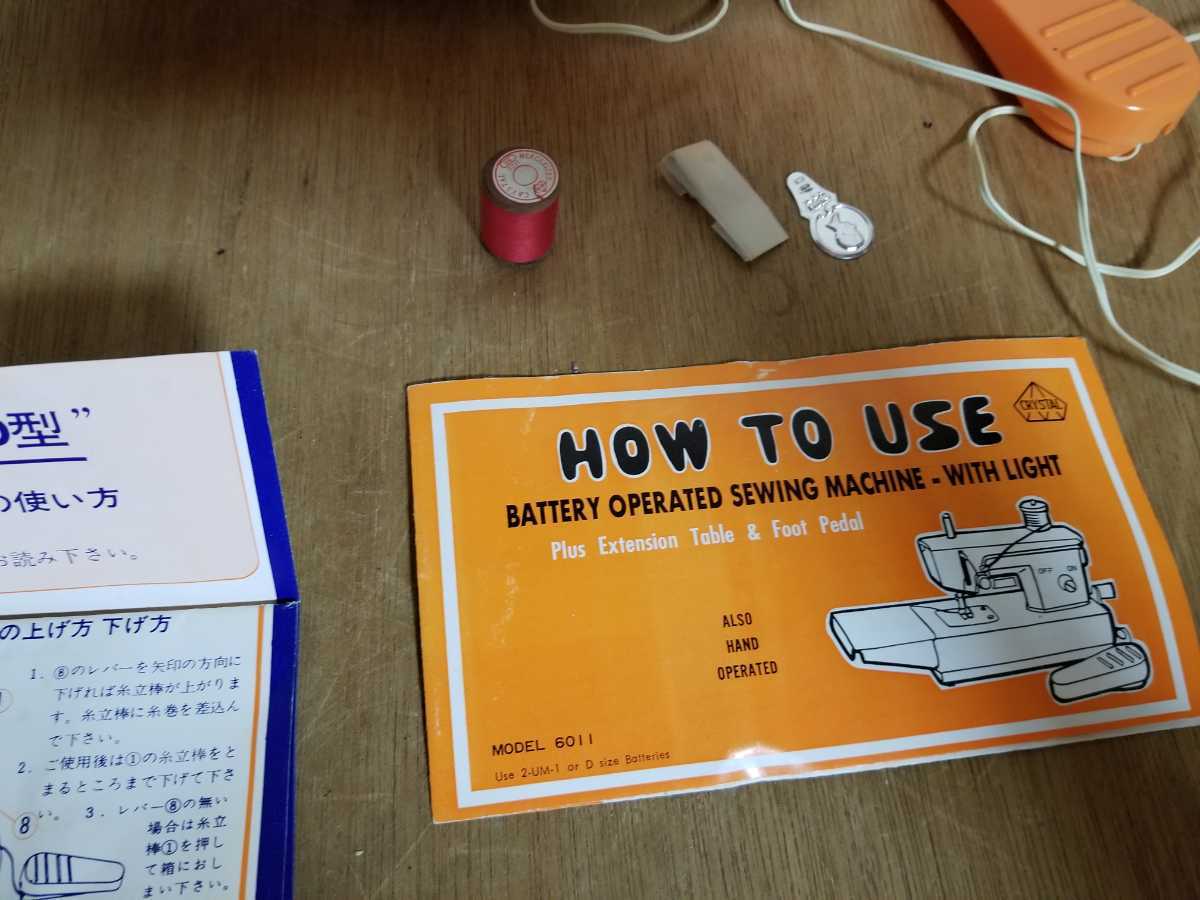 CRYSTAL
MERCERIZED
型”
の使い方
お読み下さい。
の上げ方 下げ方
1. ⑧のレバーを矢印の方向に
下げれば糸立棒が上がりま
す。糸立棒に糸巻を差込ん
で下さい。
2. ご使用後は①の糸立棒をと
まるところまで下げて下さ
い。 3. レバー⑧の無い
場合は糸立
棒①を押し
て箱におし
まい下さい。
8
HOW TO USE
CRYSTAL
BATTERY OPERATED SEWING MACHINE - WITH LIGHT
Plus Extension Table & Foot Pedal
OFF ON
ALSO
HAND
OPERATED
MODEL 6011
Use 2-UM-1 or D size Batteries